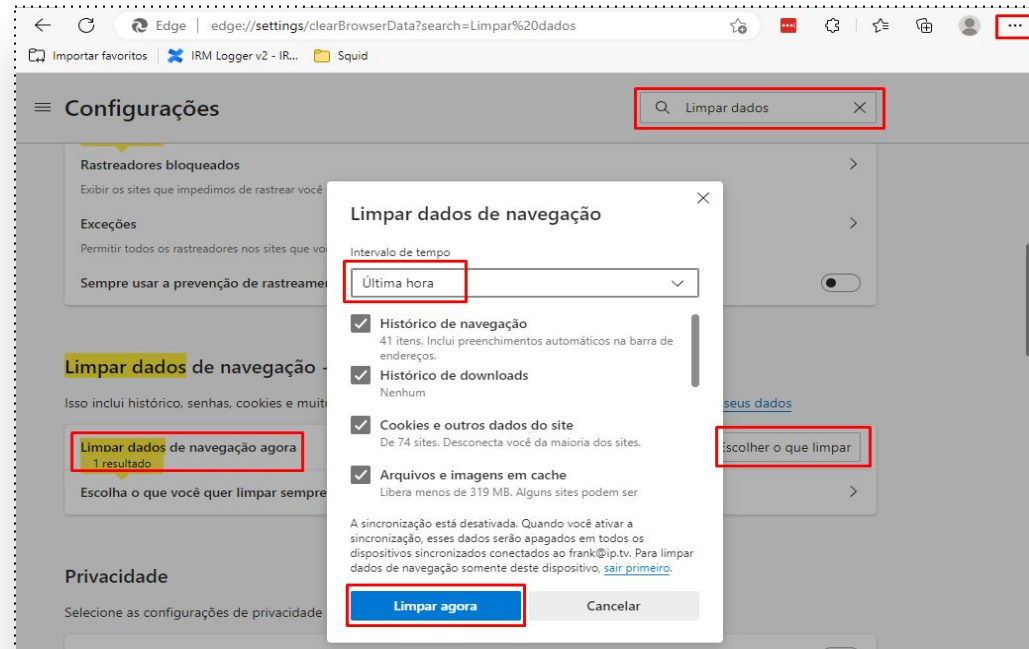 Edge
edge://settings/clearBrowserData?search=Limpar%20dados
Importar favoritos
IRM Logger v2 - IR...
Squid
Configurações
Limpar dados
Rastreadores bloqueados
Exibir os sites que impedimos de rastrear você
Exceções
Permitir todos os rastreadores nos sites que
Sempre usar a prevenção de
Limpar dados de navegação -
Isso inclui histórico, senhas, cookies e
seus dados
Limpar dados de navegação agora
1 resultado
Escolher o que limpar
Escolha o que você quer limpar sempre
Privacidade
Selecione as configurações de privacidade
Limpar dados de navegação
Intervalo de tempo
Última hora
Histórico de navegação
41 itens. Inclui preenchimentos automáticos na barra de
endereços.
Histórico de downloads
Nenhum
Cookies e outros dados do site
De 74 sites. Desconecta você da maioria dos sites.
Arquivos e imagens em cache
Libera menos de 319 MB. Alguns sites podem ser
A sincronização está desativada. Quando você ativar a
sincronização, esses dados serão apagados em todos os
dispositivos sincronizados conectados ao frank@ip.tv. Para limpar
dados de navegação somente deste dispositivo, sair primeiro.
Limpar agora
Cancelar